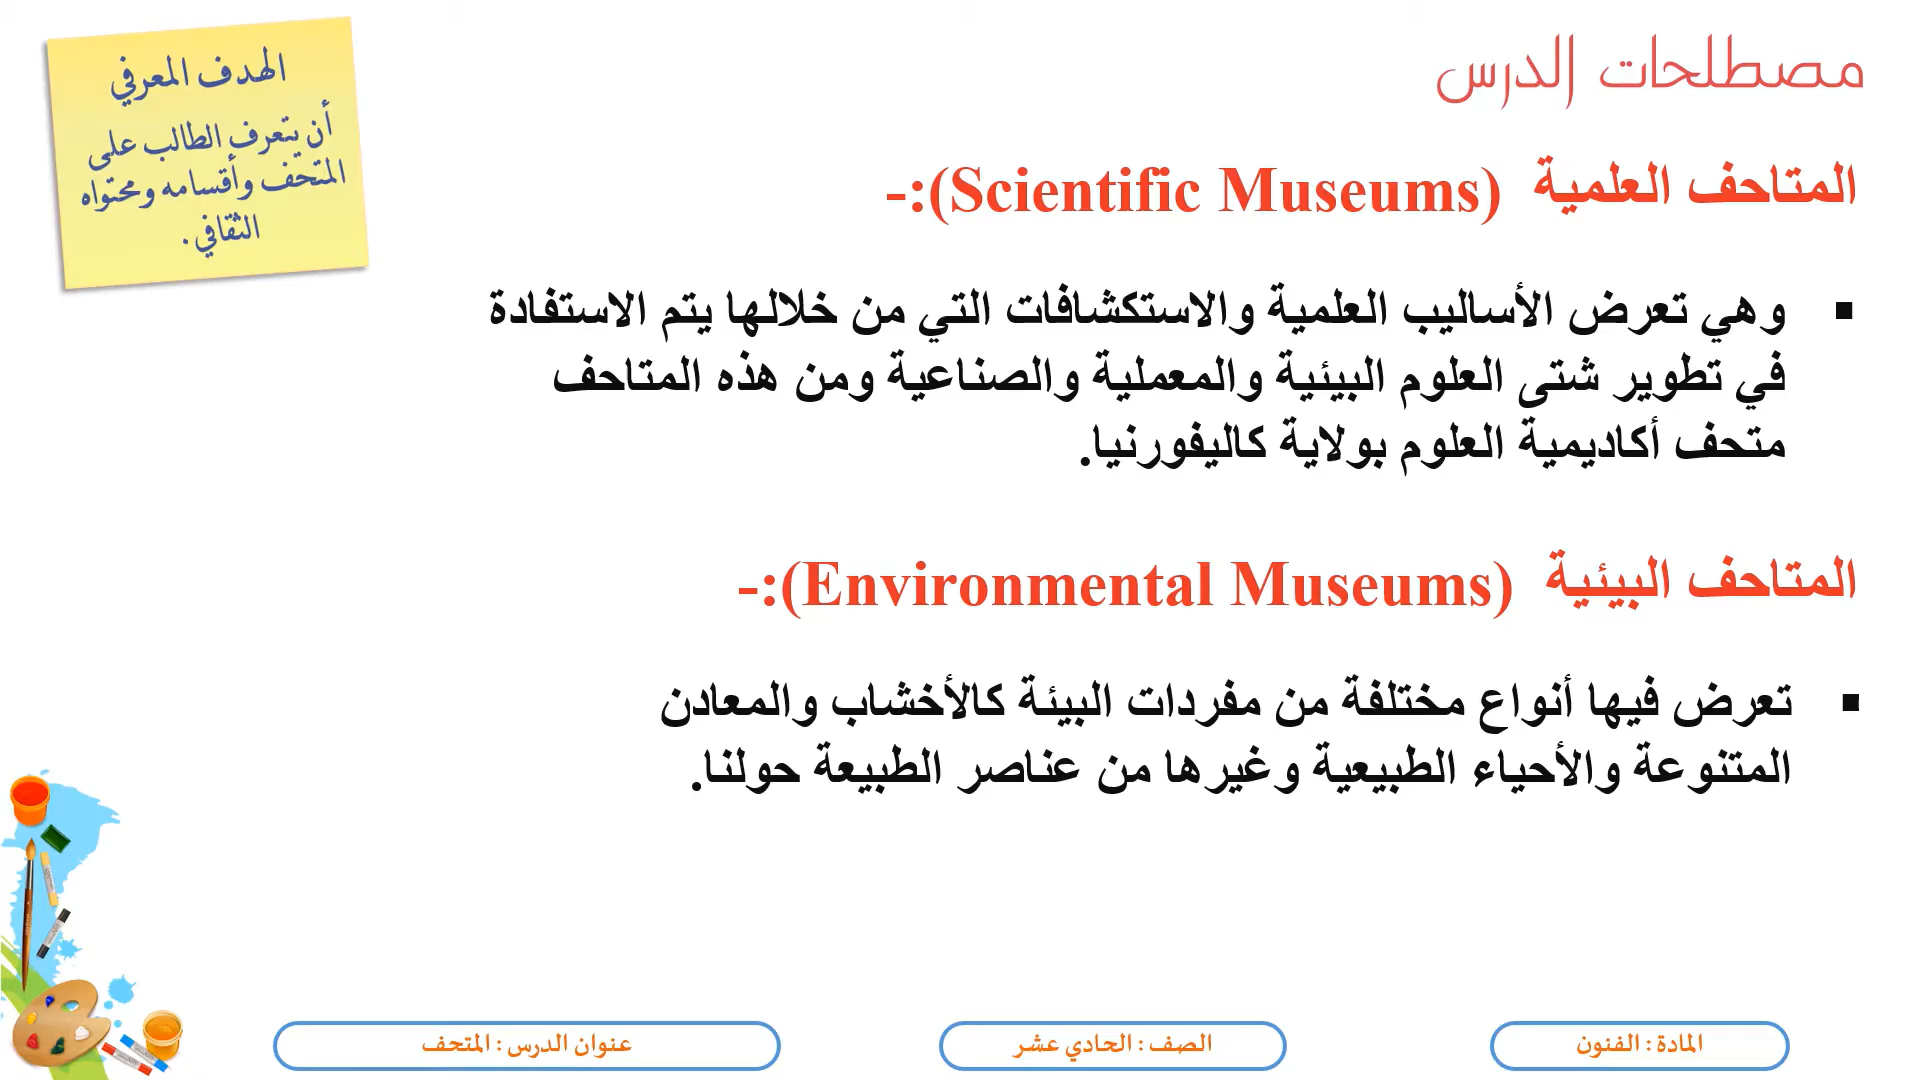 مصطلحات الدرس
الهدف المعرفي
أن يتعرف الطالب على
المتحف وأقسامه ومحتواه
الثقافي .
المتاحف العلمية (Scientific Museums):-
▪ وهي تعرض الأساليب العلمية والاستكشافات التي من خلالها يتم الاستفادة
في تطوير شتى العلوم البيئية والمعملية والصناعية ومن هذه المتاحف
متحف أكاديمية العلوم بولاية كاليفورنيا.
المتاحف البيئية (Environmental Museums):-
▪ تعرض فيها أنواع مختلفة من مفردات البيئة كالأخشاب والمعادن
المتنوعة والأحياء الطبيعية وغيرها من عناصر الطبيعة حولنا.
المادة : الفنون
الصف : الحادي عشر
عنوان الدرس : المتحف